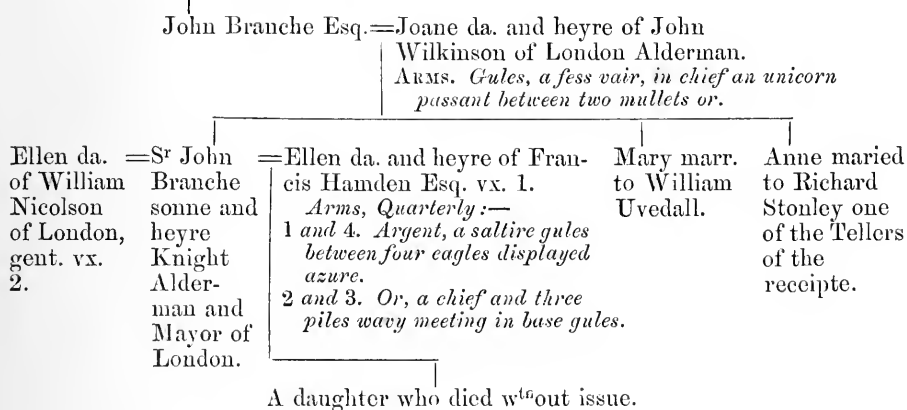 John Branche Esq.=Joane da. and heyre of John
Wilkinson of London Alderman.
ARMS. Gules, a fess vair, in chief an unicorn
passant between two mullets or.
Ellen da.
of William
Nicolson
of London,
gent. vx.
2.
=Sr John
Branche
sonne and
heyre
Knight
Alder-
man and
Mayor of
London.
=Ellen da. and heyre of Fran-
cis Hamden Esq. vx. 1.
Arms, Quarterly:—
1 and 4. Argent, a saltire gules
between four eagles displayed
azure.
2 and 3. Or, a chief and three
piles wavy meeting in base gules.
Mary marr.
to William
Uvedall.
Anne maried
to Richard
Stonley one
of the Tellers
of the
receipte.
A daughter who died wtout issue.